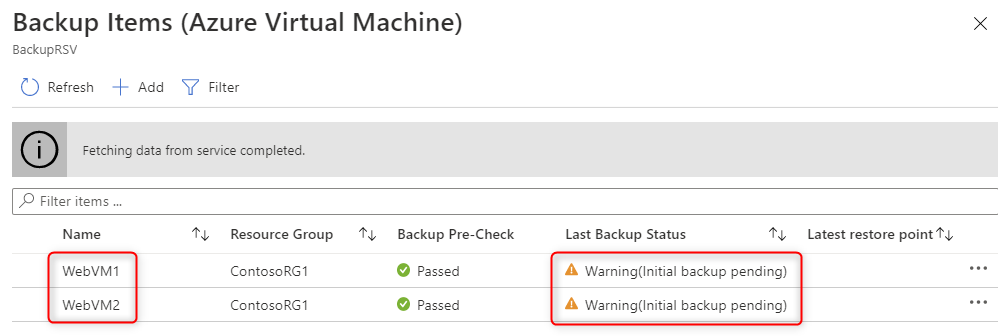 Backup Items (Azure Virtual Machine)
BackupRSV
Refresh Add Filter
Fetching data from service completed.
Filter items ...
Name Resource Group Backup Pre-Check Last Backup Status Latest restore point
WebVM1 ContosoRG1 Passed Warning(Initial backup pending)
WebVM2 ContosoRG1 Passed Warning(Initial backup pending)